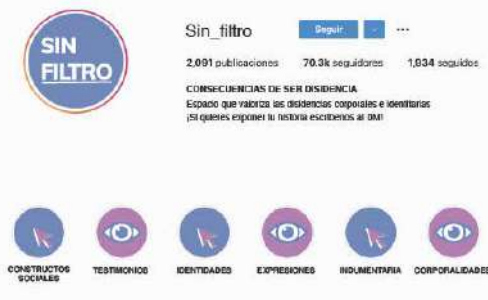 SIN
FILTRO
Sin_filtro
Seguir
2,091 publicaciones 70.3k seguidores 1,834 seguidos
CONSECUENCIAS DE SER DISIDENCIA
Espacio que valoriza las disidencias corporales e identitarias
¡Si quieres exponer tu historia escríbenos al DM!
CONSTRUCTOS
SOCIALES
TESTIMONIOS
IDENTIDADES
EXPRESIONES
INDUMENTARIA
CORPORALIDADES